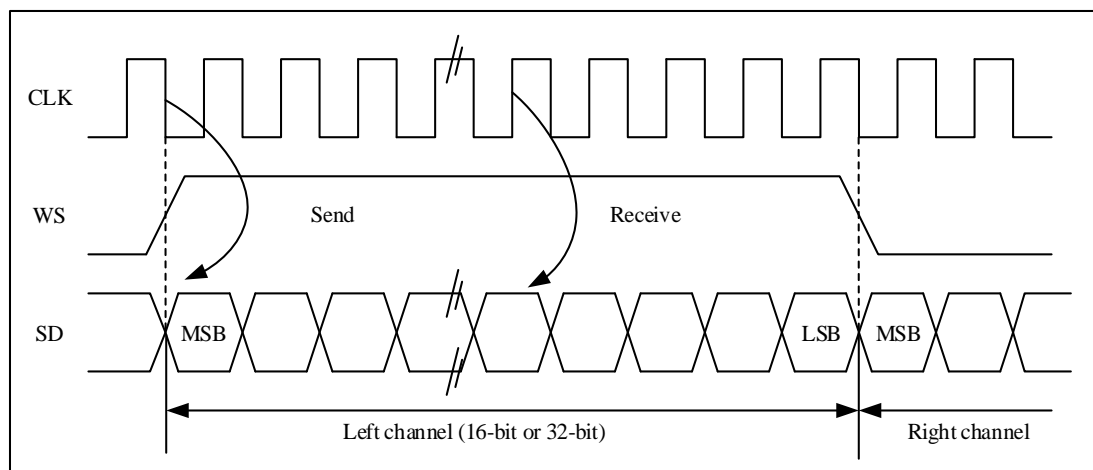 CLK
WS
Send
Receive
SD
MSB
LSB
MSB
Left channel (16-bit or 32-bit)
Right channel